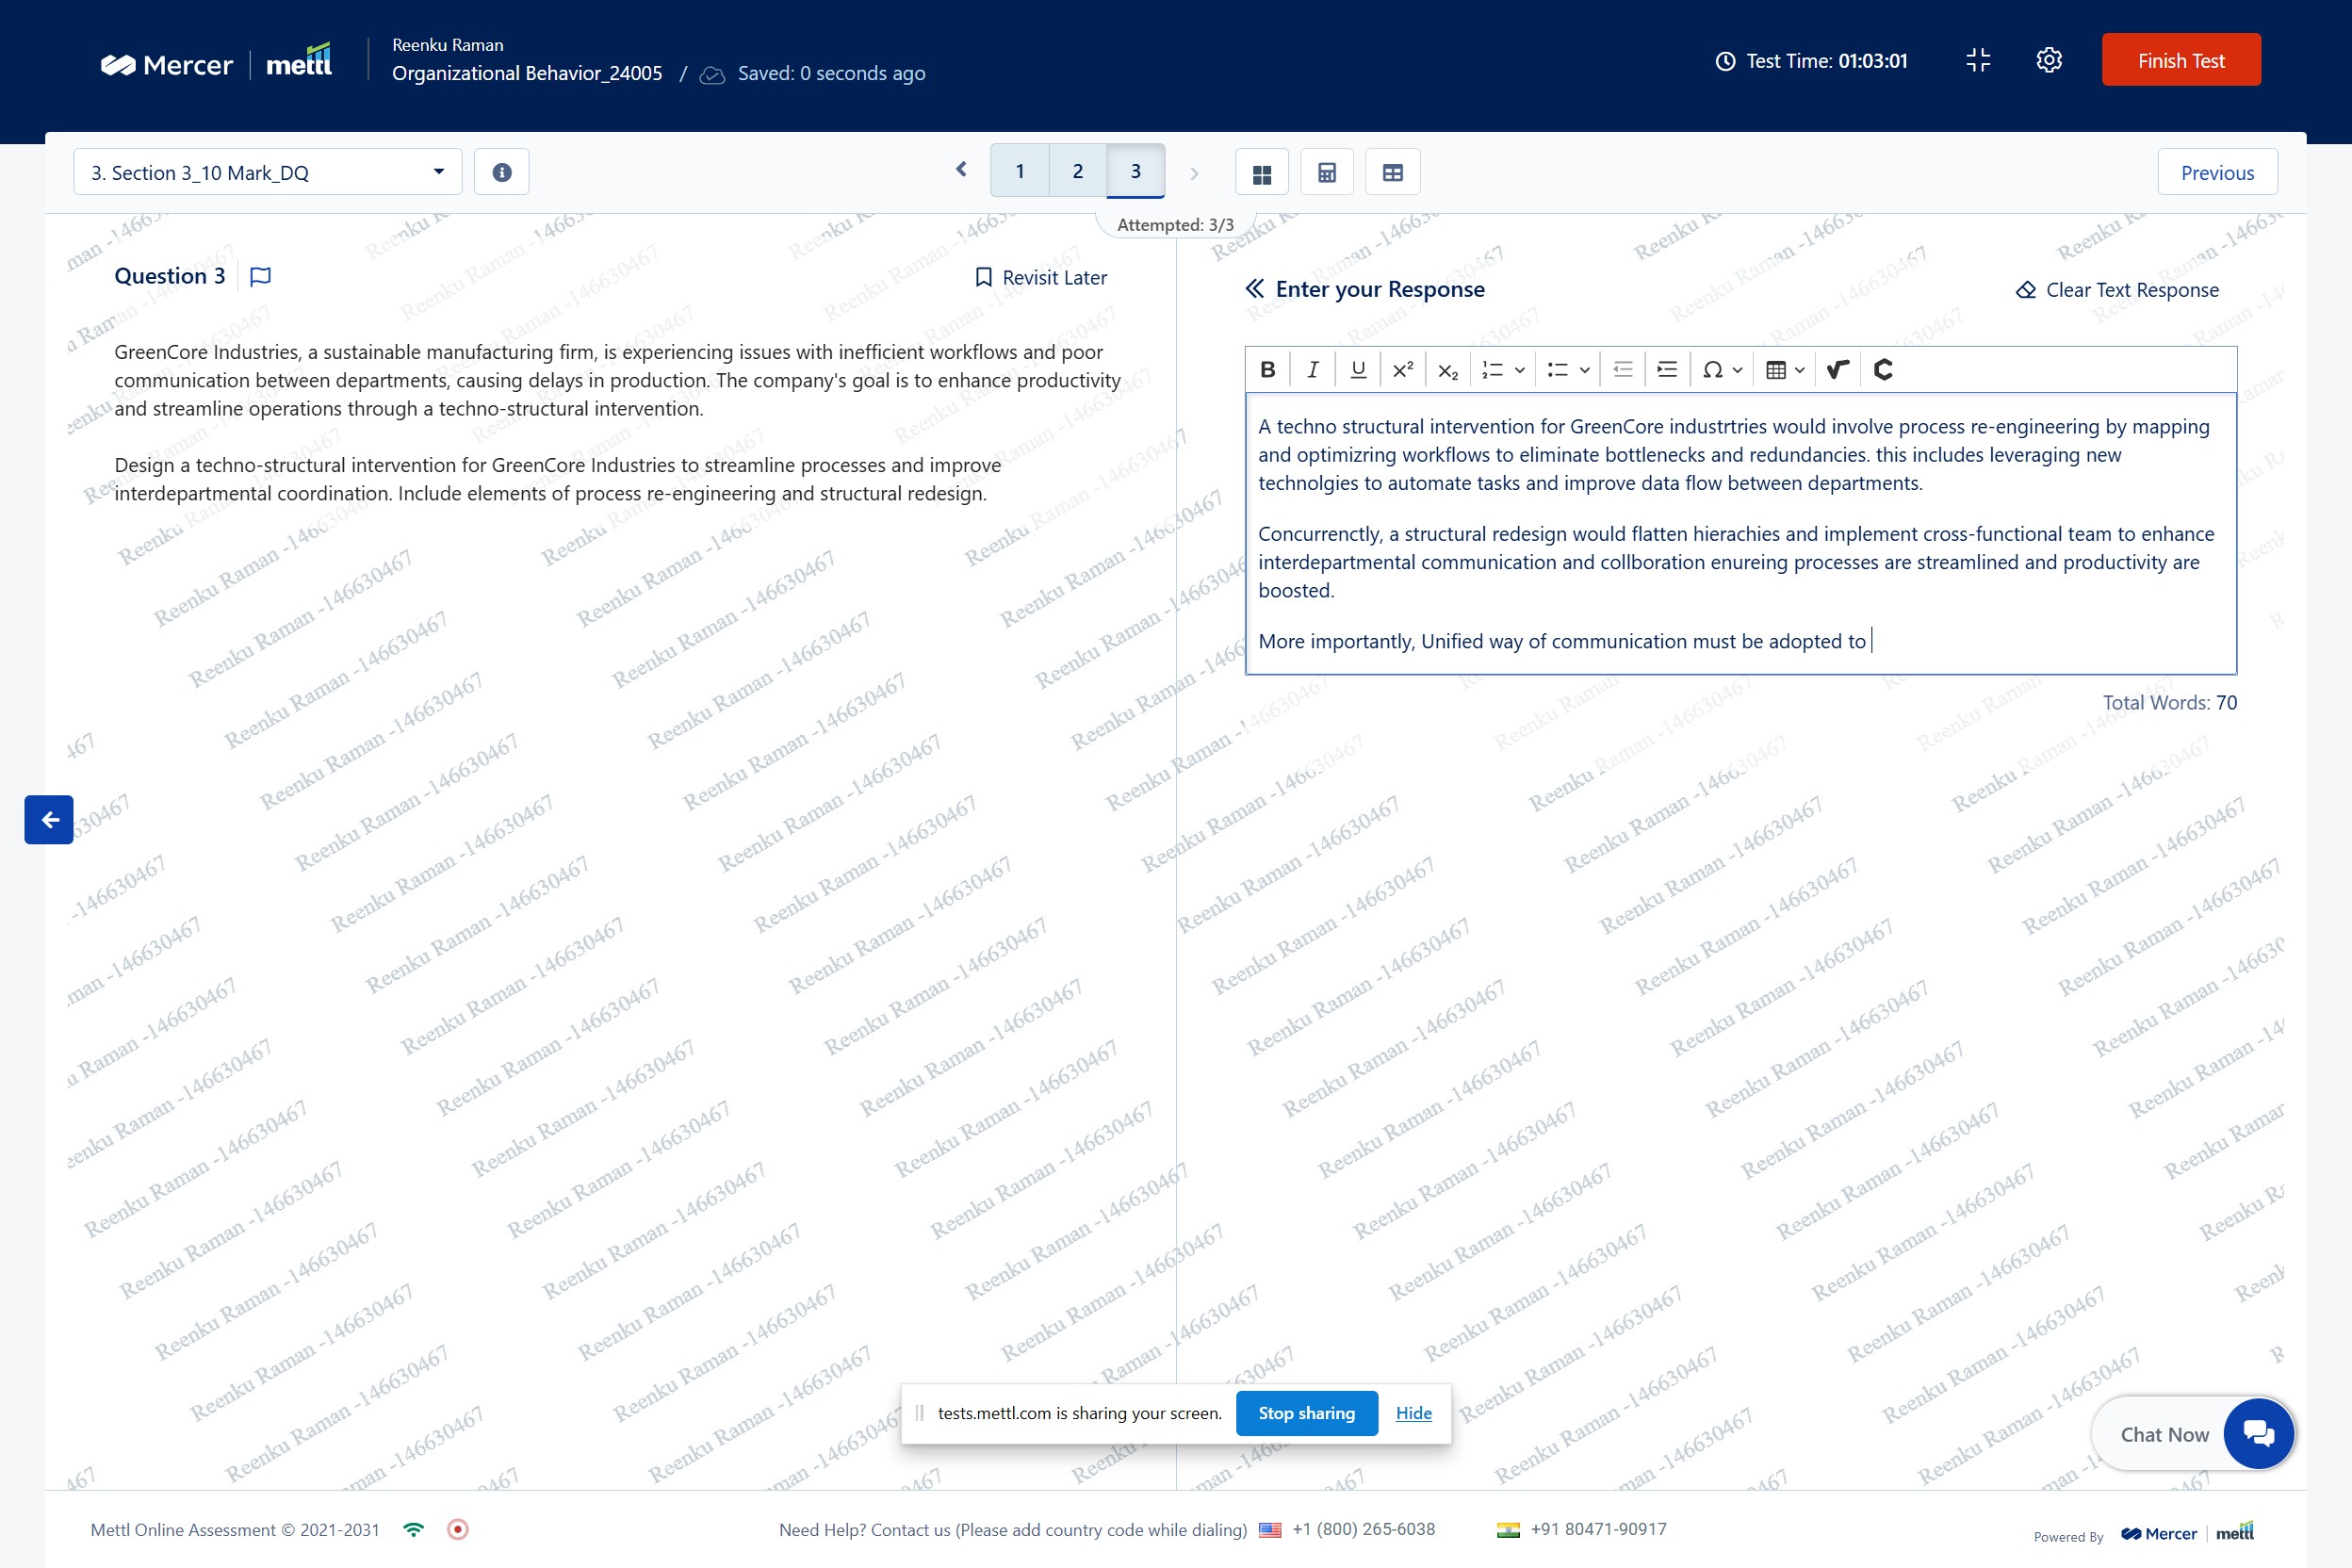 Mercer | mettl
Reenku Raman
Organizational Behavior_24005 / Saved: 0 seconds ago
Test Time: 01:03:01
Finish Test
3. Section 3_10 Mark_DQ
1 2 3
Previous
Attempted: 3/3
Question 3
Revisit Later
GreenCore Industries, a sustainable manufacturing firm, is experiencing issues with inefficient workflows and poor
communication between departments, causing delays in production. The company's goal is to enhance productivity
and streamline operations through a techno-structural intervention.
Design a techno-structural intervention for GreenCore Industries to streamline processes and improve
interdepartmental coordination. Include elements of process re-engineering and structural redesign.
Enter your Response
Clear Text Response
A techno structural intervention for GreenCore industrtries would involve process re-engineering by mapping
and optimizring workflows to eliminate bottlenecks and redundancies. this includes leveraging new
technolgies to automate tasks and improve data flow between departments.
Concurrenctly, a structural redesign would flatten hierachies and implement cross-functional team to enhance
interdepartmental communication and collboration enureing processes are streamlined and productivity are
boosted.
More importantly, Unified way of communication must be adopted to
Total Words: 70
Reenku Raman -146630467
tests.mettl.com is sharing your screen.
Stop sharing
Hide
Chat Now
Mettl Online Assessment © 2021-2031
Need Help? Contact us (Please add country code while dialing) +1 (800) 265-6038 +91 80471-90917
Powered By Mercer | mettl